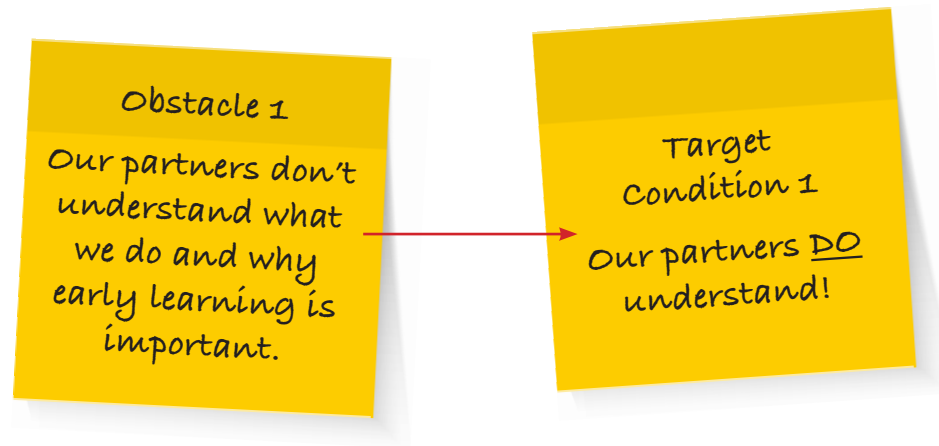 Obstacle 1
Our partners don't
understand what
we do and why
early learning is
important.
Target
Condition 1
Our partners DO
understand!